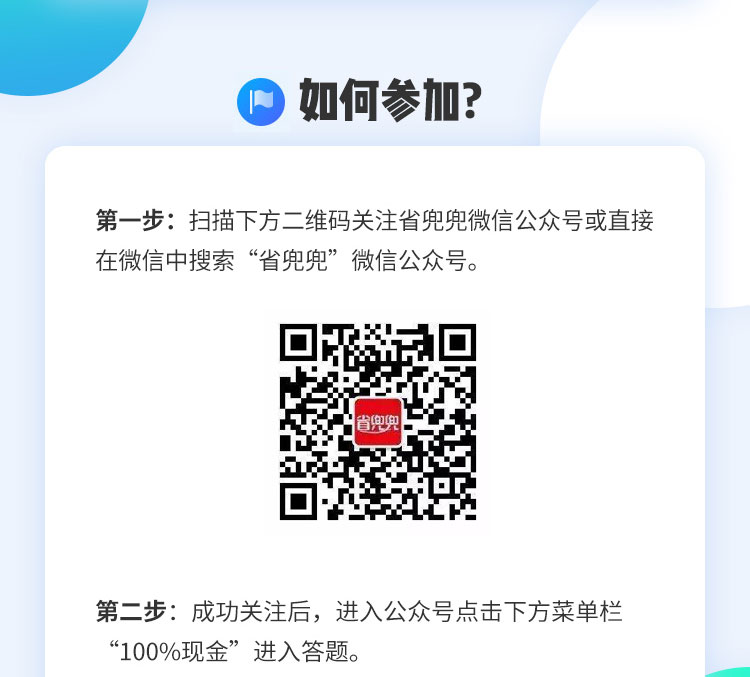 如何参加?
第一步：扫描下方二维码关注省兜兜微信公众号或直接
在微信中搜索“省兜兜”微信公众号。
省兜兜
第二步：成功关注后，进入公众号点击下方菜单栏
“100%现金”进入答题。